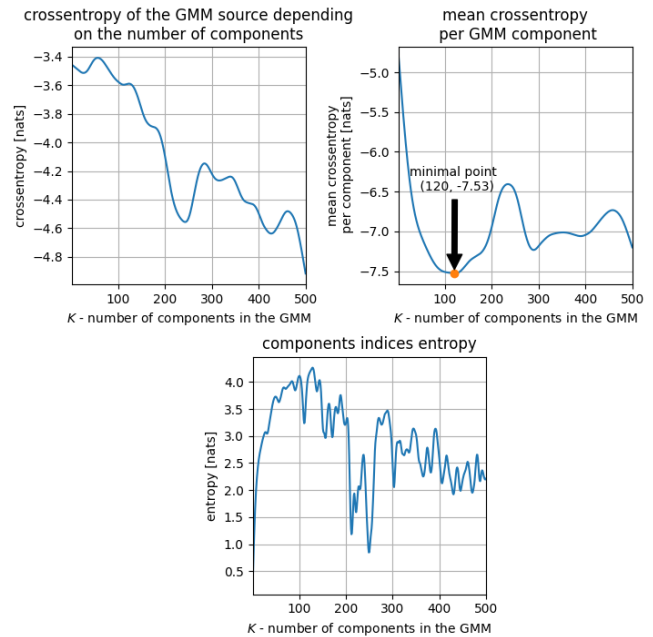 crossentropy of the GMM source depending
on the number of components
crossentropy [nats]
−3.4
−3.6
−3.8
−4.0
−4.2
−4.4
−4.6
−4.8
100
200
300
400
500
K - number of components in the GMM
mean crossentropy
per GMM component
mean crossentropy
per component [nats]
−5.0
−5.5
−6.0
−6.5
−7.0
−7.5
minimal point
(120, -7.53)
100
200
300
400
500
K - number of components in the GMM
components indices entropy
entropy [nats]
4.0
3.5
3.0
2.5
2.0
1.5
1.0
0.5
100
200
300
400
500
K - number of components in the GMM